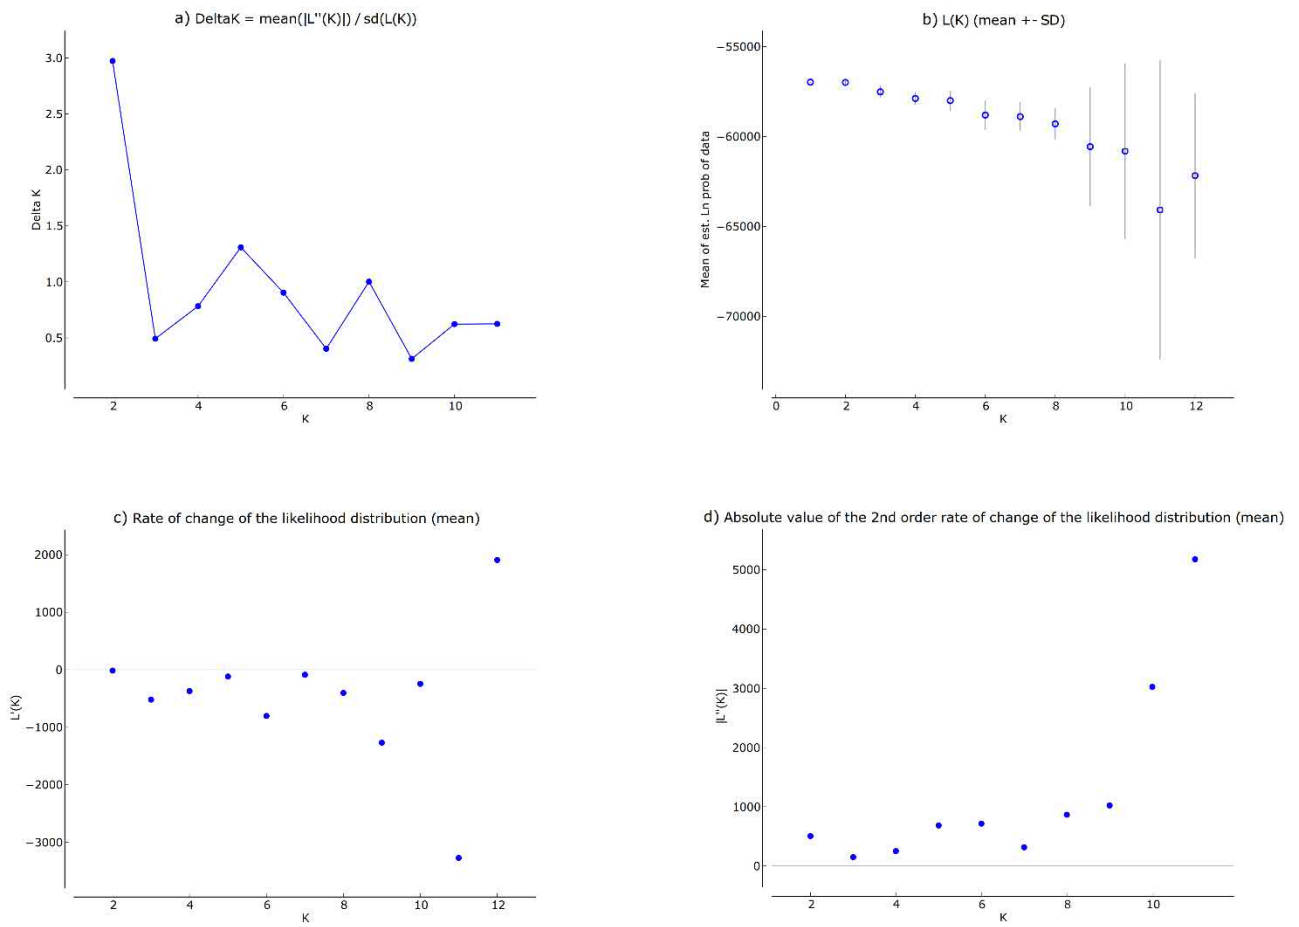 a) DeltaK = mean(|L"(K)|) / sd(L(K))
3.0
2.5
2.0
1.5
1.0
0.5
Delta K
2 4 6 8 10
K
b) L(K) (mean +- SD)
−55000
−60000
−65000
−70000
Mean of est. Ln prob of data
0 2 4 6 8 10 12
K
c) Rate of change of the likelihood distribution (mean)
2000
1000
0
−1000
−2000
−3000
L'(K)
2 4 6 8 10 12
K
d) Absolute value of the 2nd order rate of change of the likelihood distribution (mean)
5000
4000
3000
2000
1000
0
|L"(K)|
2 4 6 8 10
K